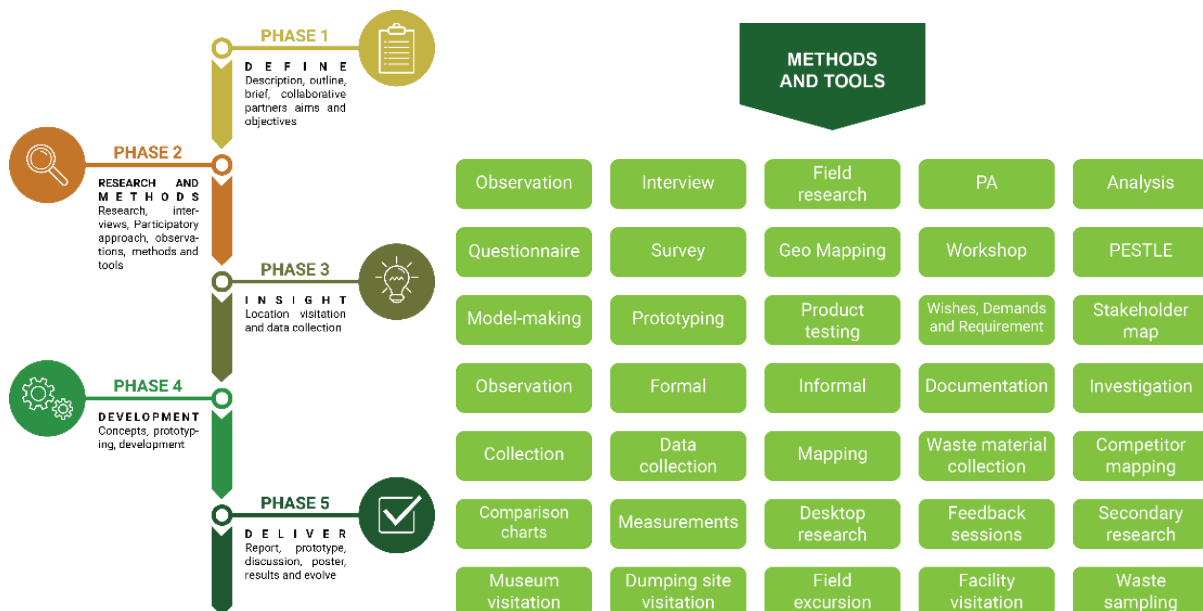 PHASE 1
DEFINE
Description, outline,
brief, collaborative
partners aims and
objectives
PHASE 2
RESEARCH AND
METHODS
Research, inter-
views, Participatory
approach, observa-
tions, methods and
tools
PHASE 3
INSIGHT
Location visitation
and data collection
PHASE 4
DEVELOPMENT
Concepts, prototyp-
ing, development
PHASE 5
DELIVER
Report, prototype,
discussion, poster,
results and evolve
METHODS
AND TOOLS
Observation
Interview
Field
research
PA
Analysis
Questionnaire
Survey
Geo Mapping
Workshop
PESTLE
Model-making
Prototyping
Product
testing
Wishes, Demands
and Requirement
Stakeholder
map
Observation
Formal
Informal
Documentation
Investigation
Collection
Data
collection
Mapping
Waste material
collection
Competitor
mapping
Comparison
charts
Measurements
Desktop
research
Feedback
sessions
Secondary
research
Museum
visitation
Dumping site
visitation
Field
excursion
Facility
visitation
Waste
sampling